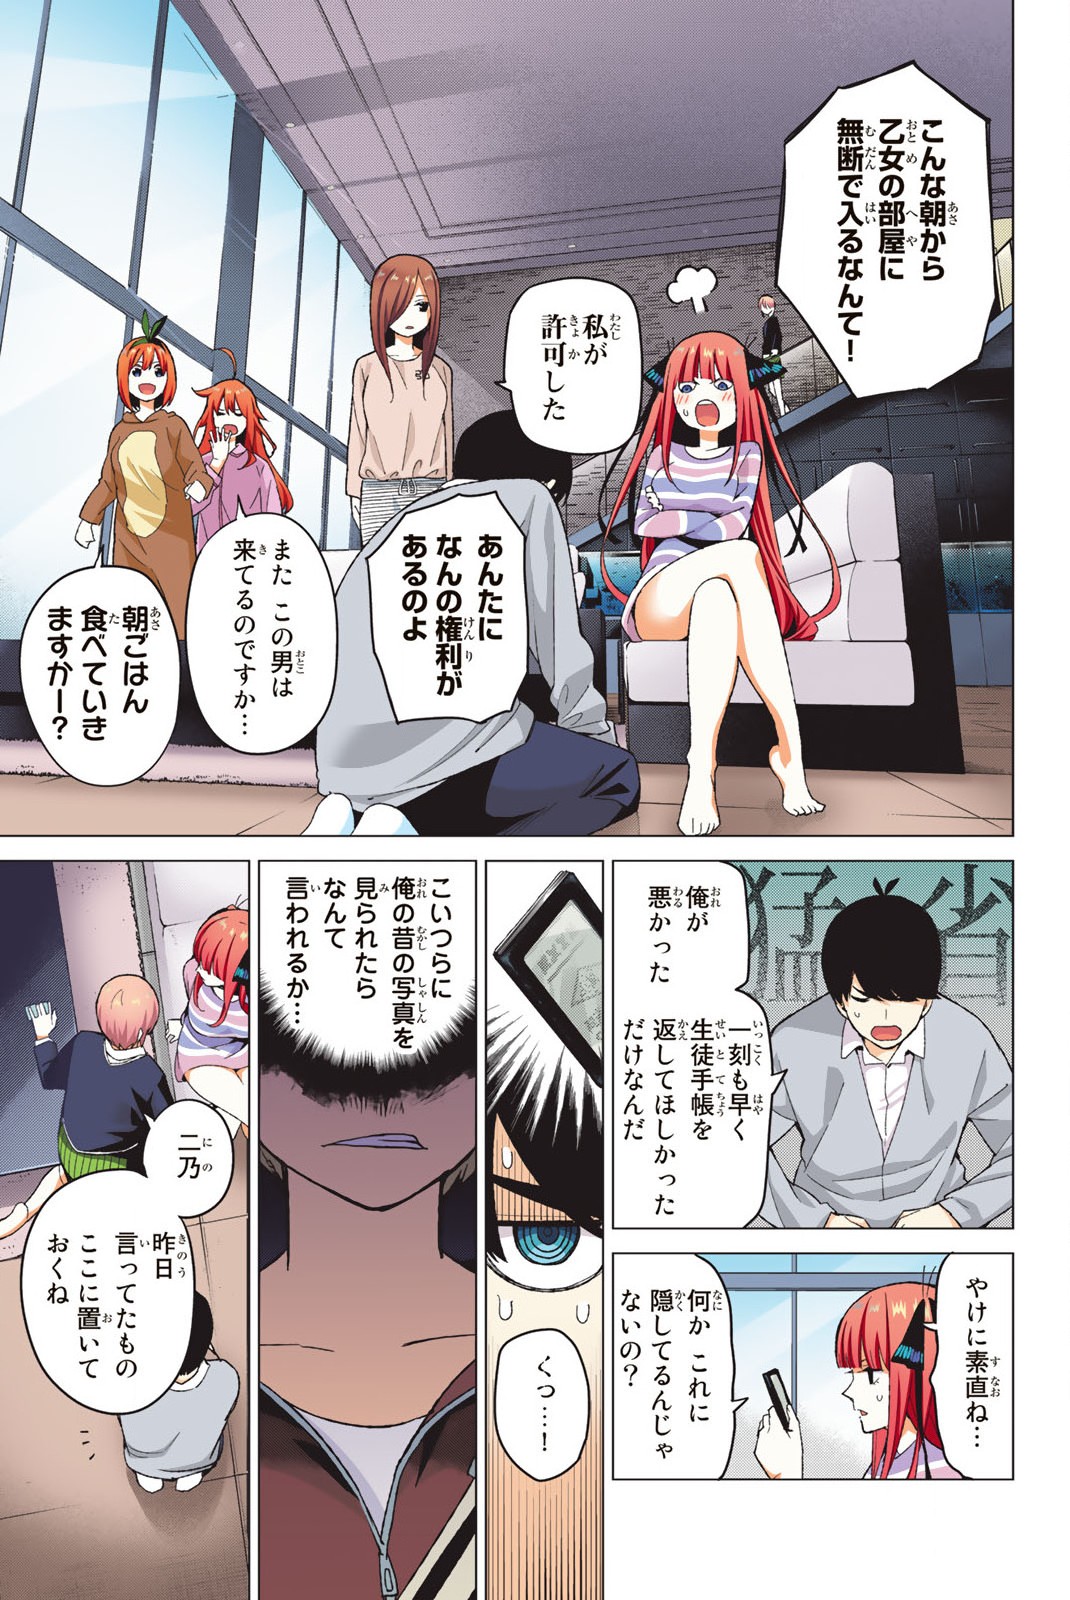 こんな朝から
乙女の部屋に
無断で入るなんて！
私が
許可した
あんたに
なんの権利が
あるのよ
また この男は
来てるのですか…
朝ごはん
食べていき
ますかー？
猛省
俺が
悪かった
一刻も早く
生徒手帳を
返してほしかった
だけなんだ
やけに素直ね…
何か これに
隠してるんじゃ
ないの？
くっ…！
こいつらに
俺の昔の写真を
見られたら
なんて
言われるか…
二乃
昨日
言ってたもの
ここに置いて
おくね